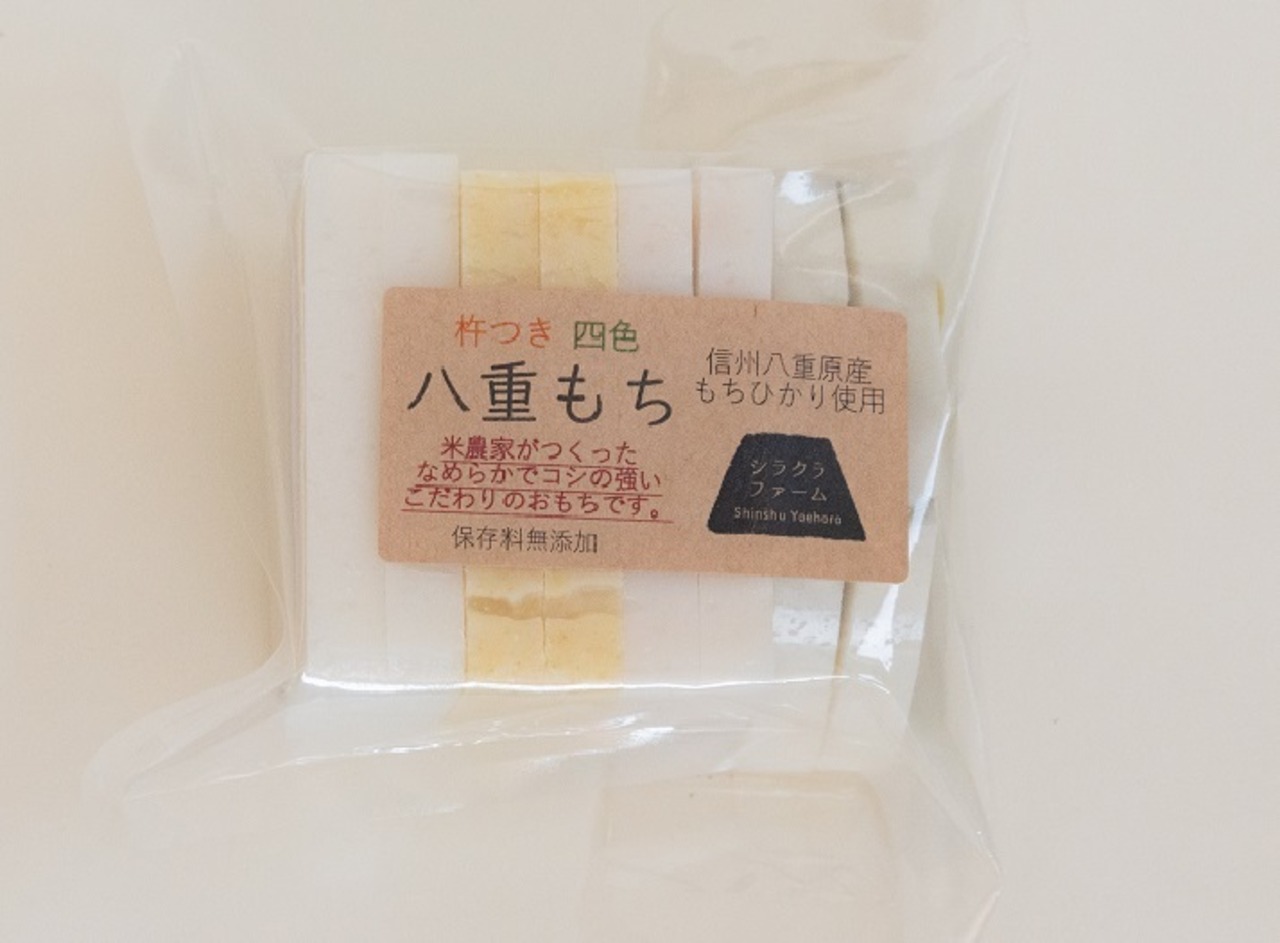 杵つき 四色
八重もち
米農家がつくった
なめらかでコシの強い
こだわりのおもちです。
保存料無添加
信州八重原産
もちひかり使用
シラクラ
ファーム
Shinshu Yaehara